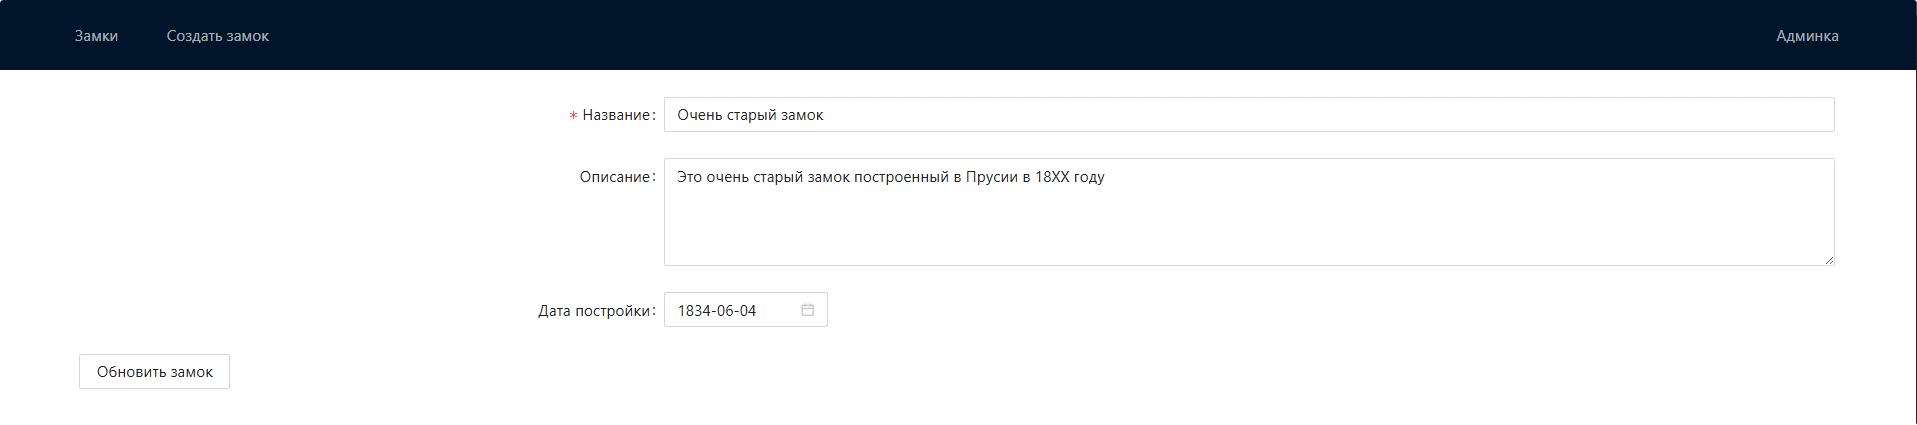 Замки Создать замок Админка
* Название: Очень старый замок
Описание: Это очень старый замок построенный в Прусии в 18XX году
Дата постройки: 1834-06-04
Обновить замок